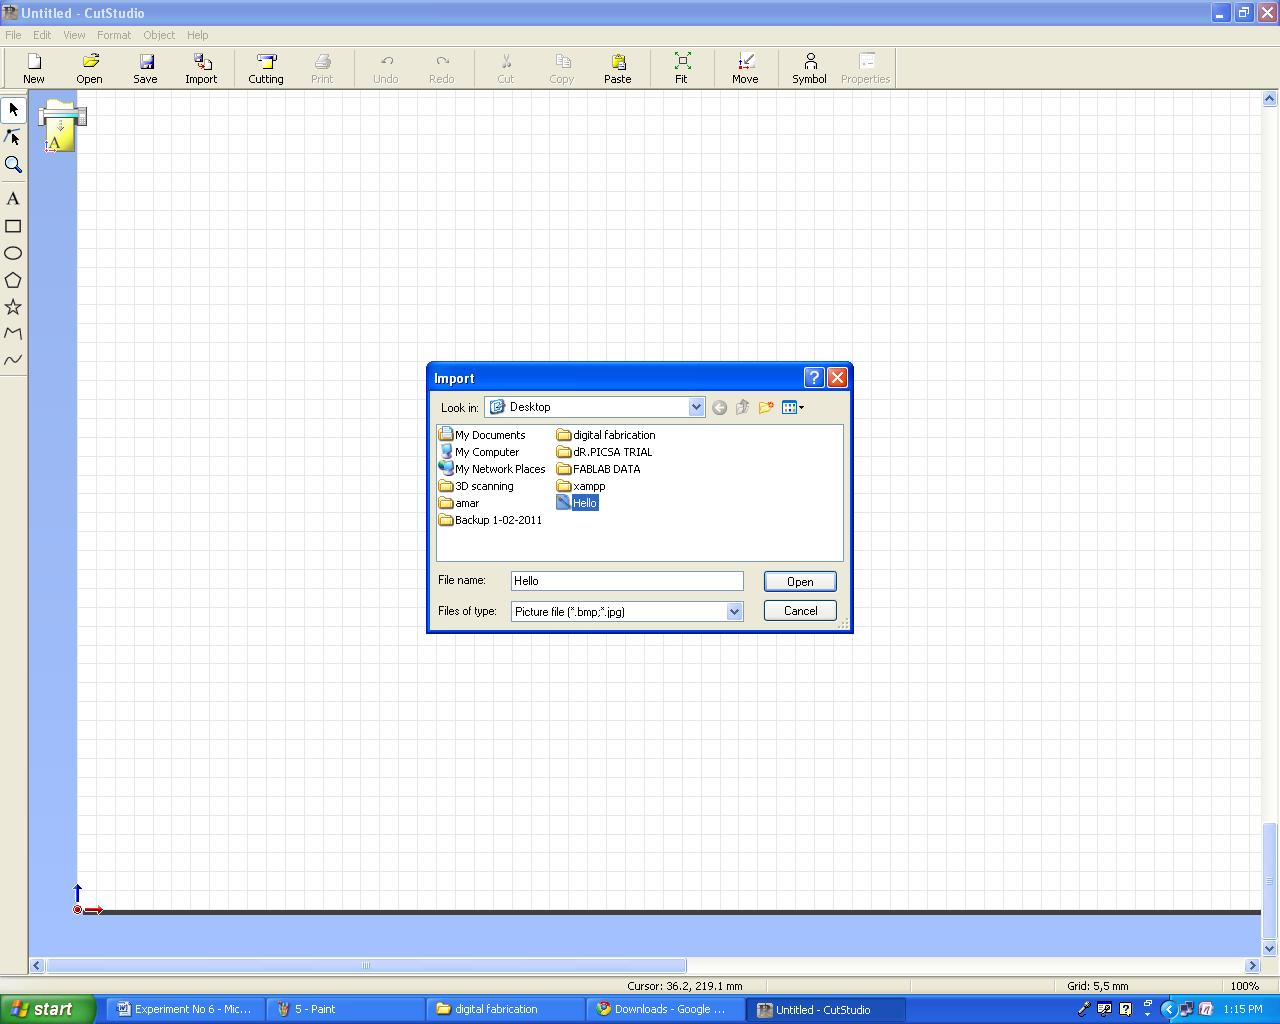 Untitled - CutStudio
File Edit View Format Object Help
New Open Save Import Cutting Print Undo Redo Cut Copy Paste Fit Move Symbol Properties
A
A
Import
Look in: Desktop
My Documents digital fabrication
My Computer dR.PICSA TRIAL
My Network Places FABLAB DATA
3D scanning xampp
amar Hello
Backup 1-02-2011
File name: Hello Open
Files of type: Picture file (*.bmp;*.jpg) Cancel
Cursor: 36.2, 219.1 mm Grid: 5,5 mm 100%
start Experiment No 6 - Mic... 5 - Paint digital fabrication Downloads - Google ... Untitled - CutStudio 1:15 PM